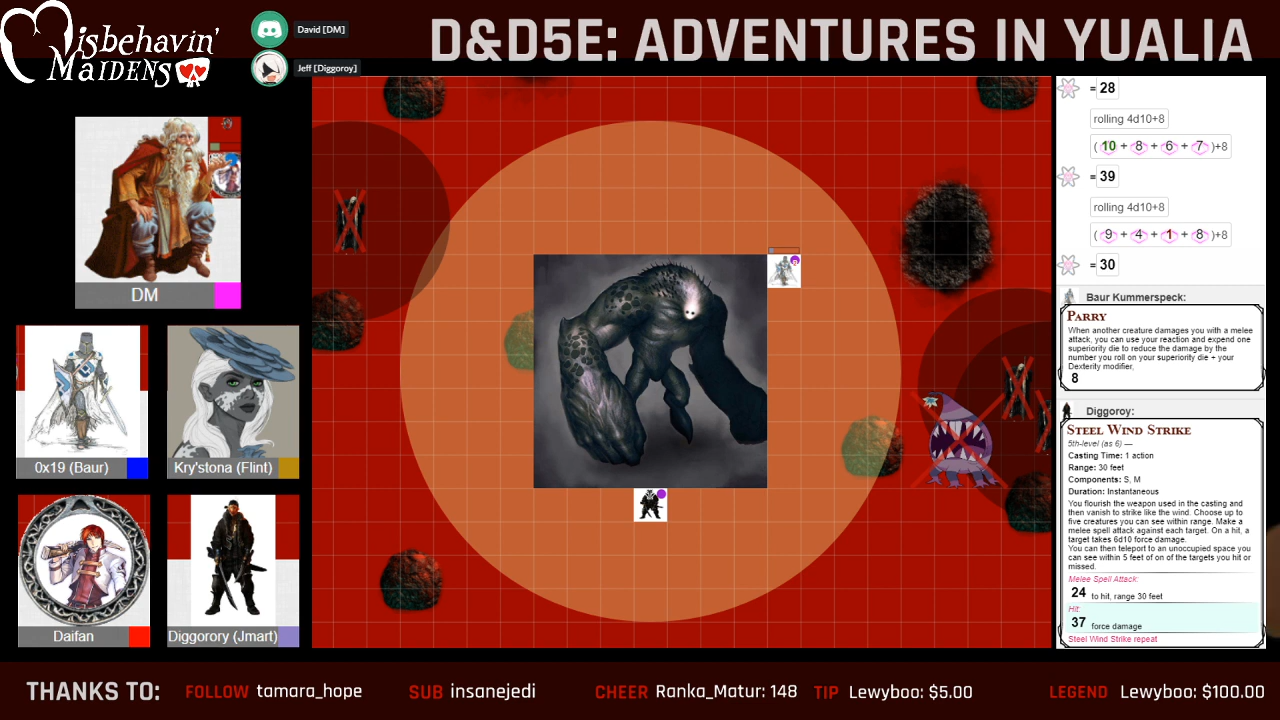 Misbehavin'
Maidens
David [DM]
Jeff [Diggoroy]
D&D5E: ADVENTURES IN YUALIA
DM
0x19 (Baur)
Kry'stona (Flint)
Daifan
Diggorory (Jmart)
= 28
rolling 4d10+8
( 10 + 8 + 6 + 7 )+8
= 39
rolling 4d10+8
( 9 + 4 + 1 + 8 )+8
= 30
Baur Kummerspeck:
PARRY
When another creature damages you with a melee
attack, you can use your reaction and expend one
superiority die to reduce the damage by the
number you roll on your superiority die + your
Dexterity modifier,
8
Diggoroy:
STEEL WIND STRIKE
5th-level (as 6) —
Casting Time: 1 action
Range: 30 feet
Components: S, M
Duration: Instantaneous
You flourish the weapon used in the casting and
then vanish to strike like the wind. Choose up to
five creatures you can see within range. Make a
melee spell attack against each target. On a hit, a
target takes 6d10 force damage.
You can then teleport to an unoccupied space you
can see within 5 feet of on of the targets you hit or
missed.
Melee Spell Attack:
24 to hit, range 30 feet
Hit:
37 force damage
Steel Wind Strike repeat
THANKS TO: FOLLOW tamara_hope SUB insanejedi CHEER Ranka_Matur: 148 TIP Lewyboo: $5.00 LEGEND Lewyboo: $100.00